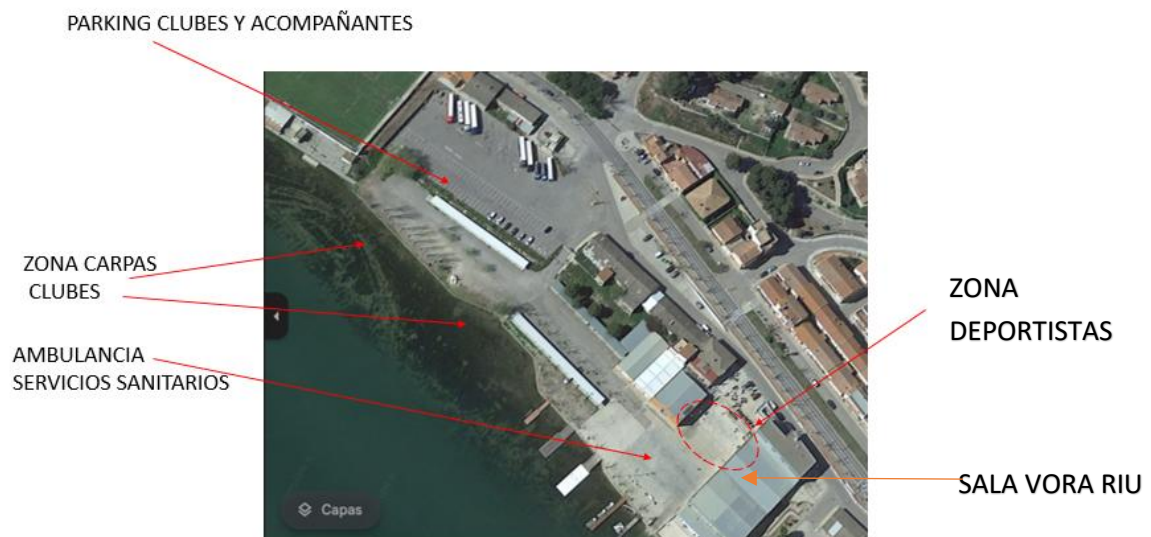 PARKING CLUBES Y ACOMPAÑANTES
ZONA CARPAS
CLUBES
AMBULANCIA
SERVICIOS SANITARIOS
ZONA
DEPORTISTAS
SALA VORA RIU
Capas